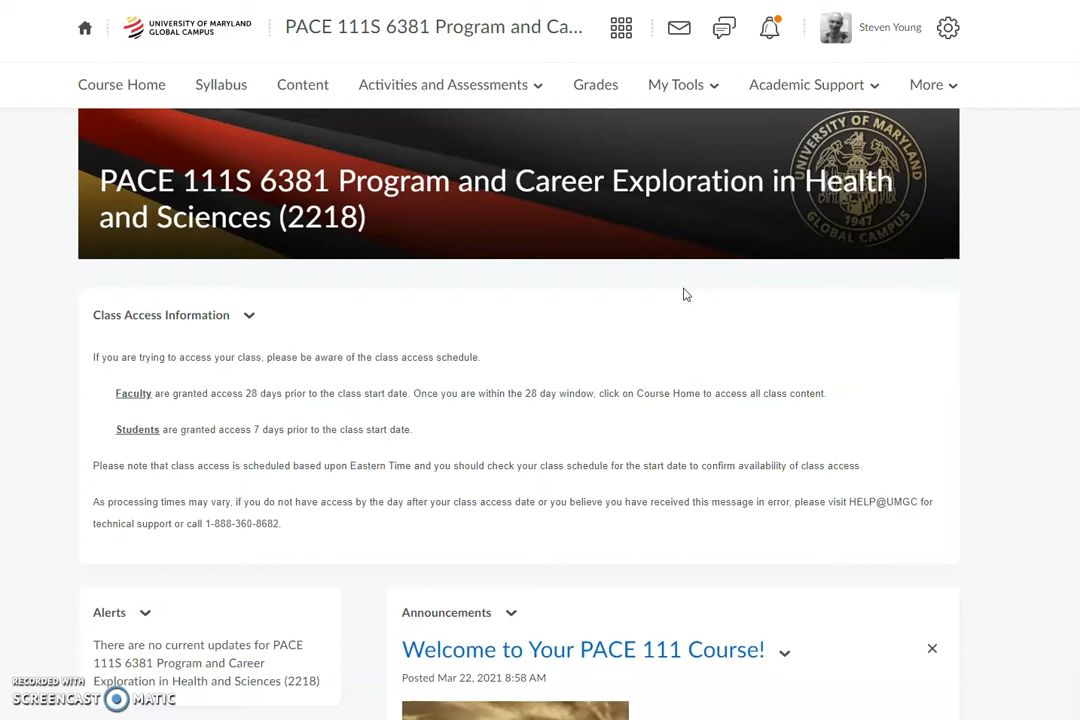 UNIVERSITY OF MARYLAND
GLOBAL CAMPUS
PACE 111S 6381 Program and Ca...
Steven Young
Course Home
Syllabus
Content
Activities and Assessments
Grades
My Tools
Academic Support
More
PACE 111S 6381 Program and Career Exploration in Health
and Sciences (2218)
UNIVERSITY OF MARYLAND
1947
GLOBAL CAMPUS
Class Access Information
If you are trying to access your class, please be aware of the class access schedule.
Faculty are granted access 28 days prior to the class start date. Once you are within the 28 day window, click on Course Home to access all class content.
Students are granted access 7 days prior to the class start date.
Please note that class access is scheduled based upon Eastern Time and you should check your class schedule for the start date to confirm availability of class access.
As processing times may vary, if you do not have access by the day after your class access date or you believe you have received this message in error, please visit HELP@UMGC for
technical support or call 1-888-360-8682.
Alerts
There are no current updates for PACE
111S 6381 Program and Career
Exploration in Health and Sciences (2218)
Announcements
Welcome to Your PACE 111 Course!
Posted Mar 22, 2021 8:58 AM
RECORDED WITH
SCREENCAST MATIC